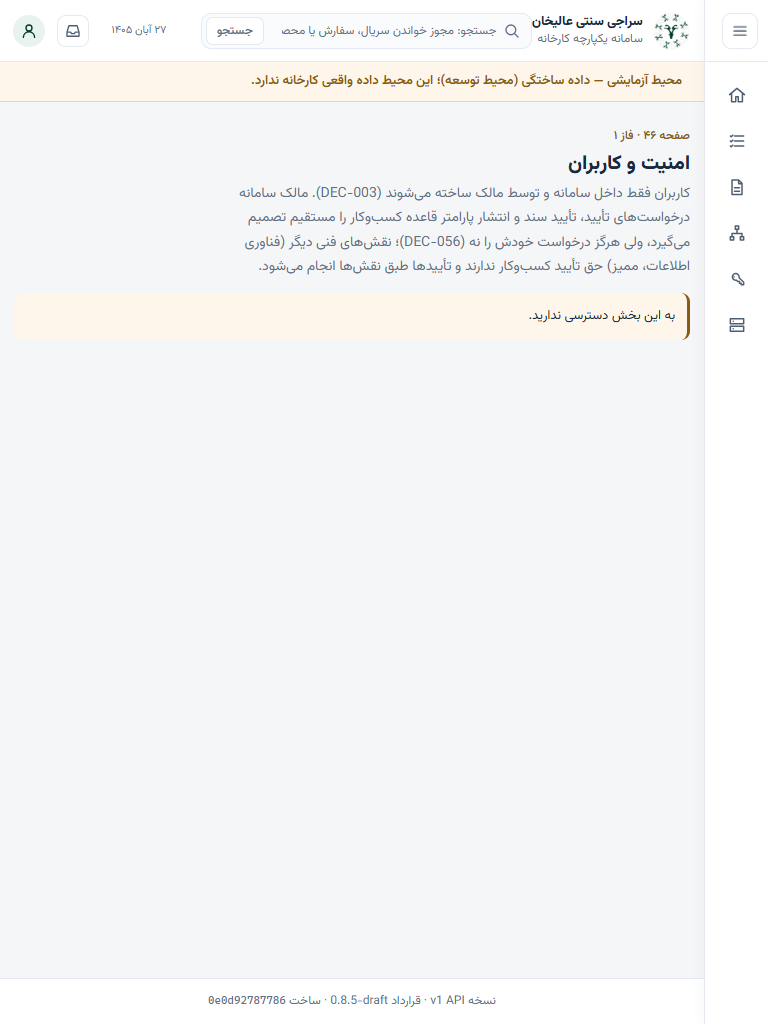 سراجی سنتی عالیخان
سامانه یکپارچه کارخانه
جستجو: مجوز خواندن سریال، سفارش یا محص
جستجو
۲۷ آبان ۱۴۰۵
محیط آزمایشی — داده ساختگی (محیط توسعه)؛ این محیط داده واقعی کارخانه ندارد.
صفحه ۴۶ · فاز ۱
امنیت و کاربران
کاربران فقط داخل سامانه و توسط مالک ساخته می‌شوند (DEC-003). مالک سامانه
درخواست‌های تأیید، تأیید سند و انتشار پارامتر قاعده کسب‌وکار را مستقیم تصمیم
می‌گیرد، ولی هرگز درخواست خودش را نه (DEC-056)؛ نقش‌های فنی دیگر (فناوری
اطلاعات، ممیز) حق تأیید کسب‌وکار ندارند و تأییدها طبق نقش‌ها انجام می‌شود.
به این بخش دسترسی ندارید.
نسخه v1 API · قرارداد 0.8.5-draft · ساخت 0e0d92787786